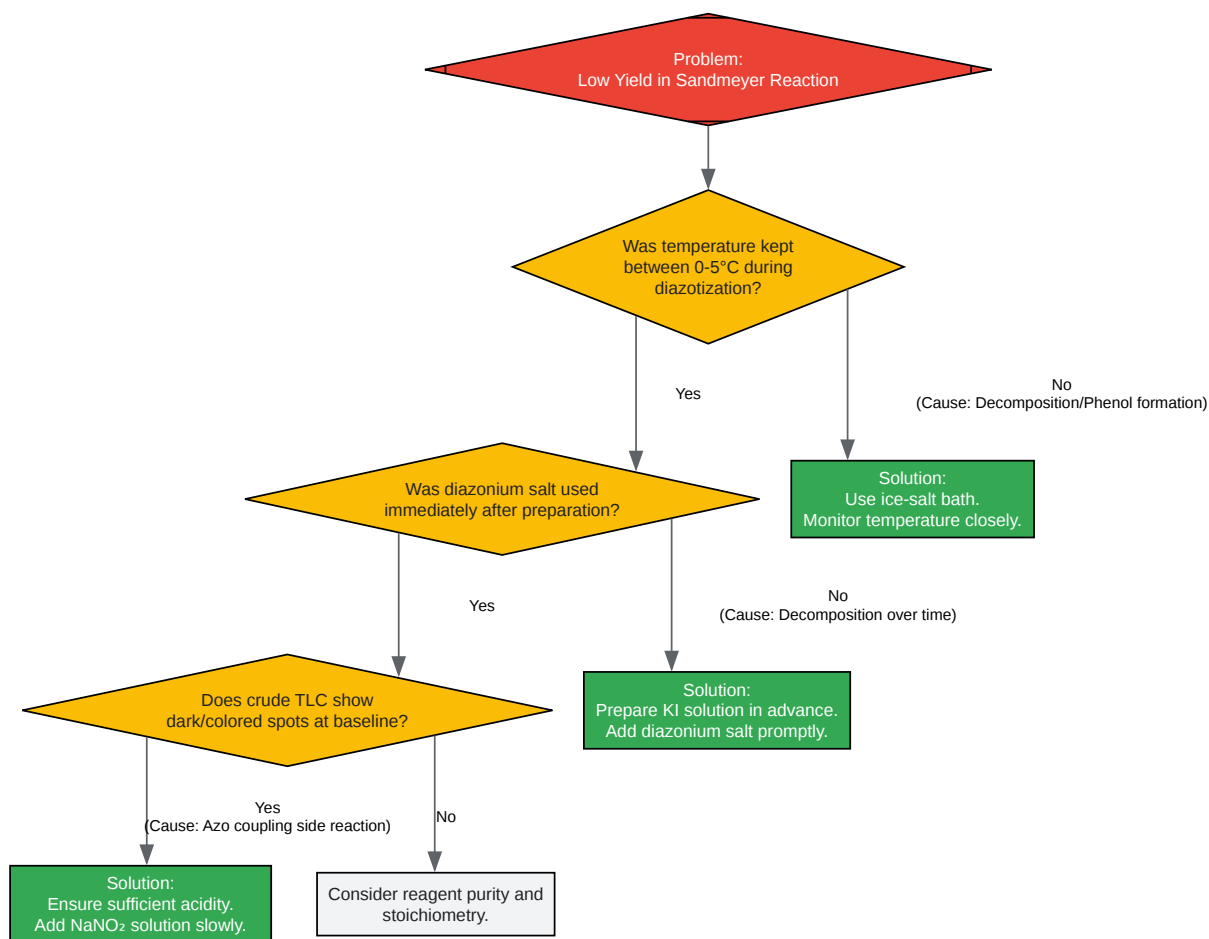 Problem:
Low Yield in Sandmeyer Reaction
Was temperature kept
between 0-5°C during
diazotization?
Yes
No
(Cause: Decomposition/Phenol formation)
Was diazonium salt used
immediately after preparation?
Solution:
Use ice-salt bath.
Monitor temperature closely.
Yes
No
(Cause: Decomposition over time)
Does crude TLC show
dark/colored spots at baseline?
Solution:
Prepare KI solution in advance.
Add diazonium salt promptly.
Yes
(Cause: Azo coupling side reaction)
No
Solution:
Ensure sufficient acidity.
Add NaNO₂ solution slowly.
Consider reagent purity and
stoichiometry.